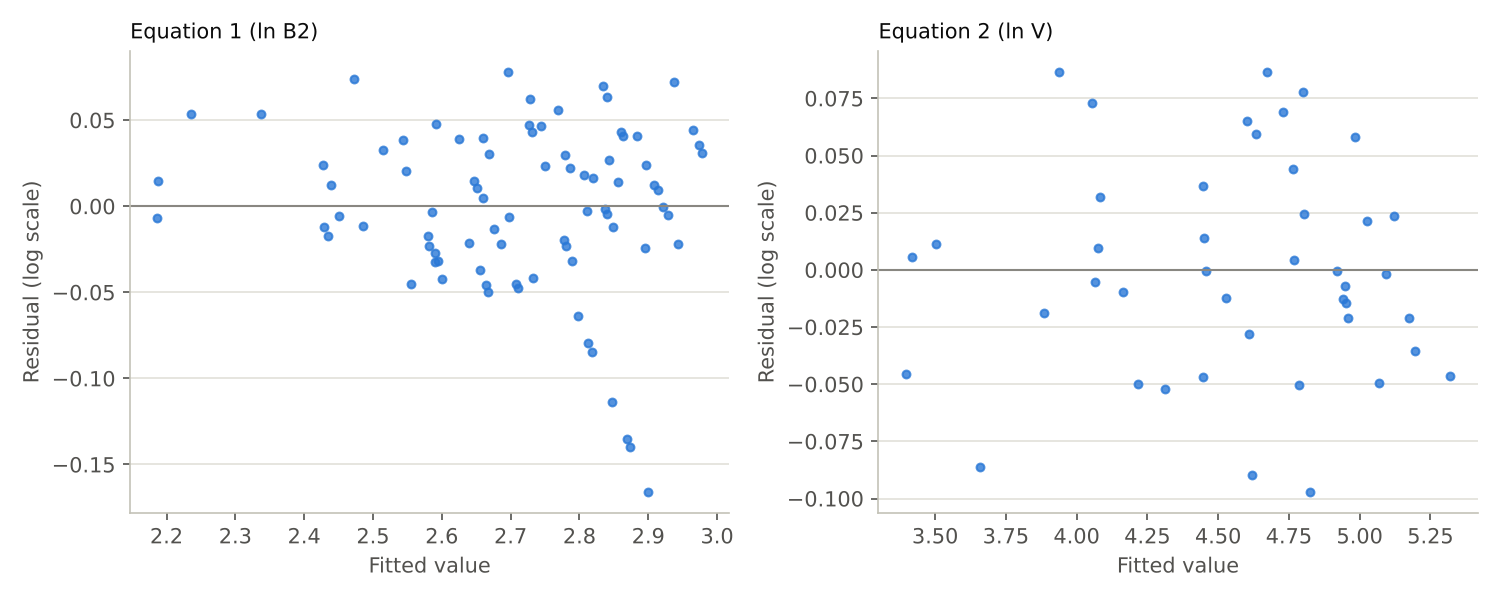 Equation 1 (ln B2)
Residual (log scale)
0.05
0.00
−0.05
−0.10
−0.15
2.2 2.3 2.4 2.5 2.6 2.7 2.8 2.9 3.0
Fitted value
Equation 2 (ln V)
Residual (log scale)
0.075
0.050
0.025
0.000
−0.025
−0.050
−0.075
−0.100
3.50 3.75 4.00 4.25 4.50 4.75 5.00 5.25
Fitted value